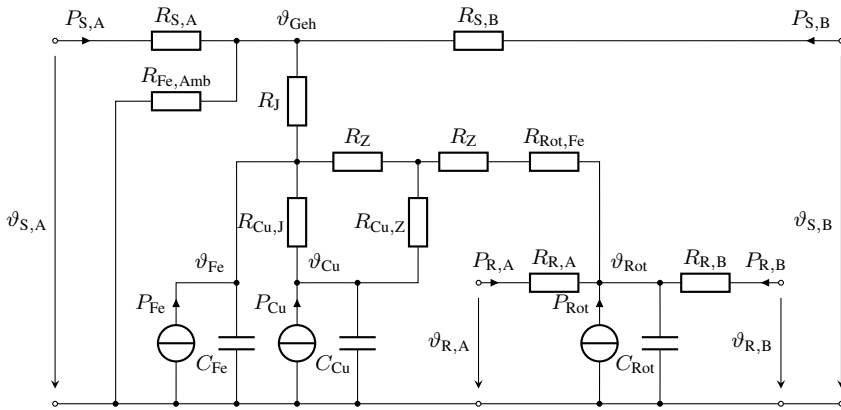 P_S,A R_S,A ϑ_Geh R_S,B P_S,B
R_Fe,Amb
R_J
R_Z R_Z R_Rot,Fe
ϑ_S,A R_Cu,J R_Cu,Z ϑ_S,B
ϑ_Fe ϑ_Cu P_R,A R_R,A ϑ_Rot R_R,B P_R,B
P_Fe P_Cu P_Rot
ϑ_R,A ϑ_R,B
C_Fe C_Cu C_Rot